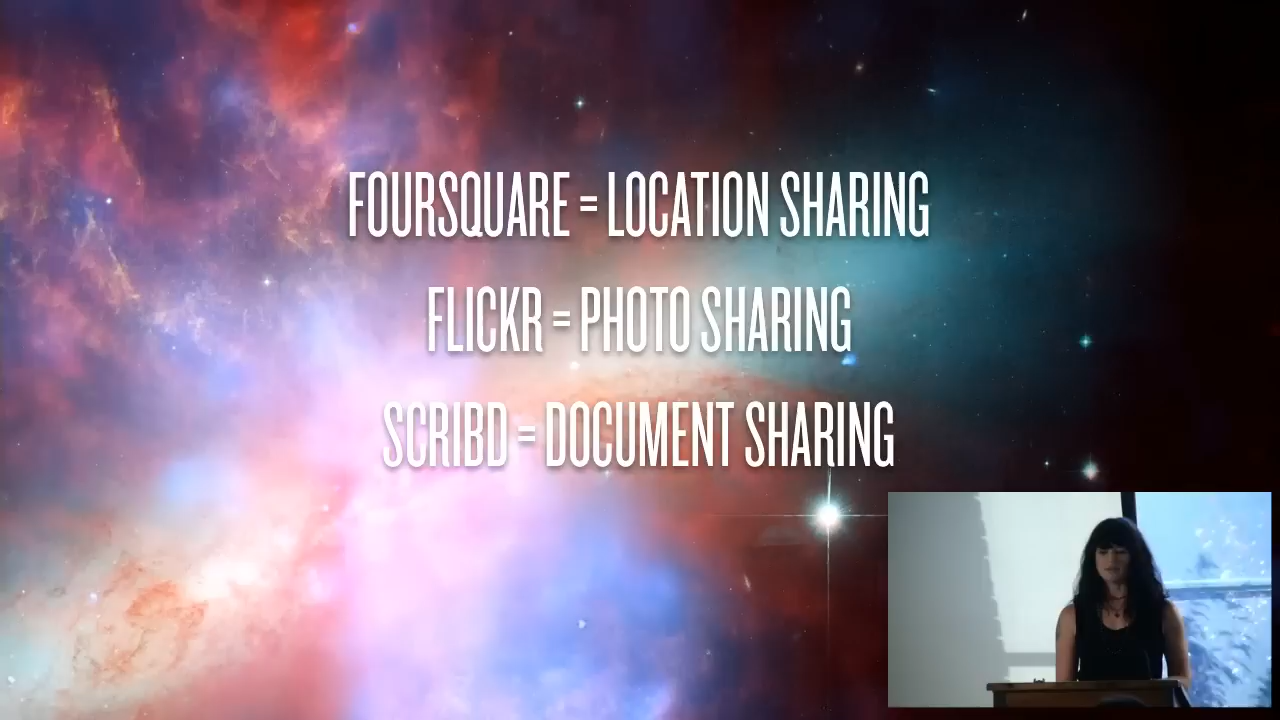 FOURSQUARE = LOCATION SHARING
FLICKR = PHOTO SHARING
SCRIBD = DOCUMENT SHARING